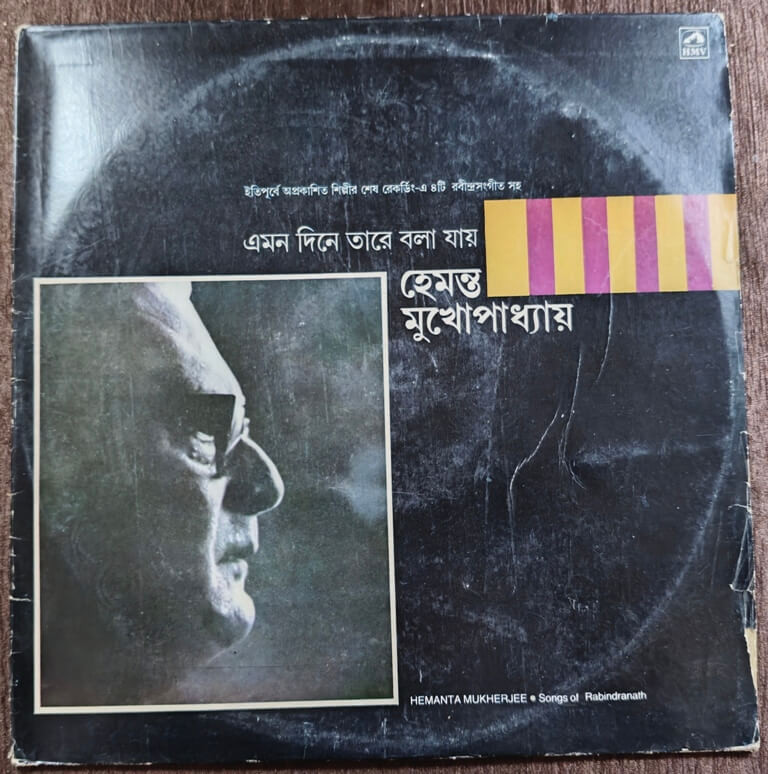 HMV
ইতিপূর্বে অপ্রকাশিত শিল্পীর শেষ রেকর্ডিং-এ ৪টি রবীন্দ্রসংগীত সহ
এমন দিনে তারে বলা যায়
হেমন্ত
মুখোপাধ্যায়
HEMANTA MUKHERJEE ● Songs of Rabindranath